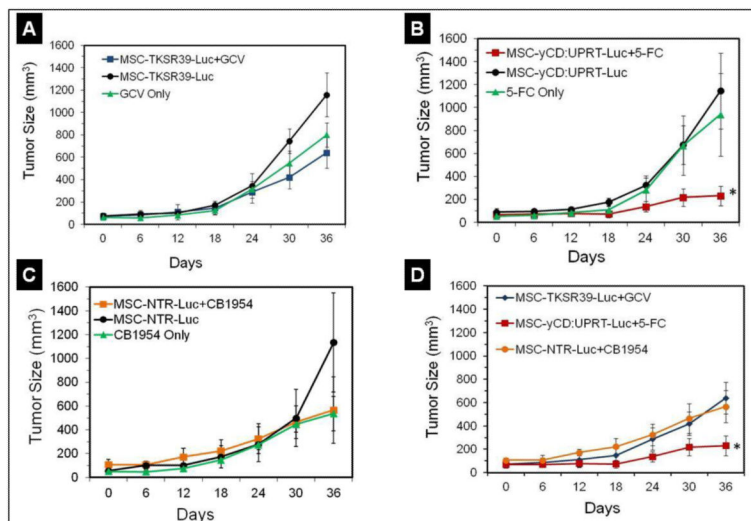 A
MSC-TKSR39-Luc+GCV
MSC-TKSR39-Luc
GCV Only
Tumor Size (mm³)
1600
1400
1200
1000
800
600
400
200
0
0 6 12 18 24 30 36
Days
B
MSC-yCD:UPRT-Luc+5-FC
MSC-yCD:UPRT-Luc
5-FC Only
Tumor Size (mm³)
1600
1400
1200
1000
800
600
400
200
0
*
0 6 12 18 24 30 36
Days
C
MSC-NTR-Luc+CB1954
MSC-NTR-Luc
CB1954 Only
Tumor Size (mm³)
1600
1400
1200
1000
800
600
400
200
0
0 6 12 18 24 30 36
Days
D
MSC-TKSR39-Luc+GCV
MSC-yCD:UPRT-Luc+5-FC
MSC-NTR-Luc+CB1954
Tumor Size (mm³)
1600
1400
1200
1000
800
600
400
200
0
*
0 6 12 18 24 30 36
Days